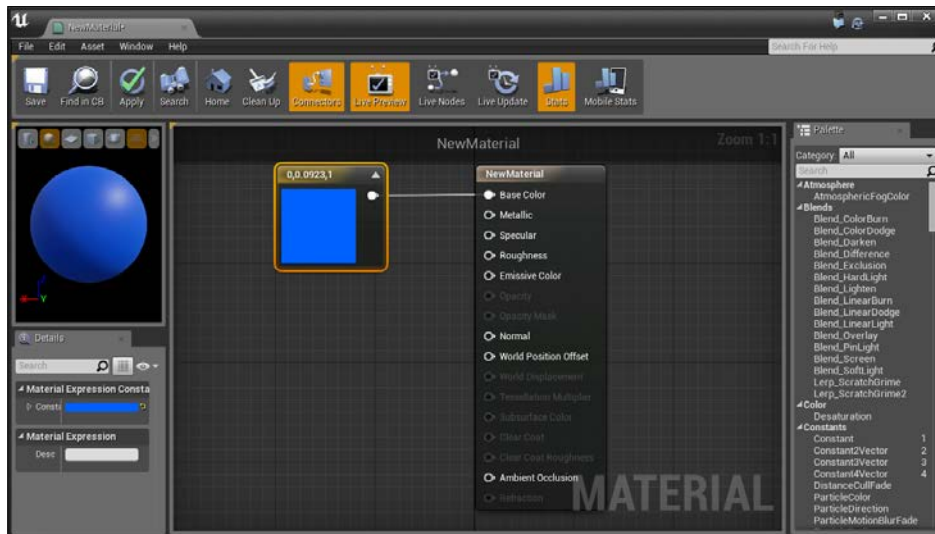 NewMaterial*
File Edit Asset Window Help
Search For Help
Save Find in CB Apply Search Home Clean Up Connectors Live Preview Live Nodes Live Update Stats Mobile Stats
NewMaterial
Zoom 1:1
0,0.0923,1
NewMaterial
Base Color
Metallic
Specular
Roughness
Emissive Color
Opacity
Opacity Mask
Normal
World Position Offset
World Displacement
Tessellation Multiplier
Subsurface Color
Clear Coat
Clear Coat Roughness
Ambient Occlusion
Refraction
MATERIAL
Y
Details
Search
Material Expression Consta
Consti
Material Expression
Desc
Palette
Category: All
Search
Atmosphere
AtmosphericFogColor
Blends
Blend_ColorBurn
Blend_ColorDodge
Blend_Darken
Blend_Difference
Blend_Exclusion
Blend_HardLight
Blend_Lighten
Blend_LinearBurn
Blend_LinearDodge
Blend_LinearLight
Blend_Overlay
Blend_PinLight
Blend_Screen
Blend_SoftLight
Lerp_ScratchGrime
Lerp_ScratchGrime2
Color
Desaturation
Constants
Constant 1
Constant2Vector 2
Constant3Vector 3
Constant4Vector 4
DistanceCullFade
ParticleColor
ParticleDirection
ParticleMotionBlurFade